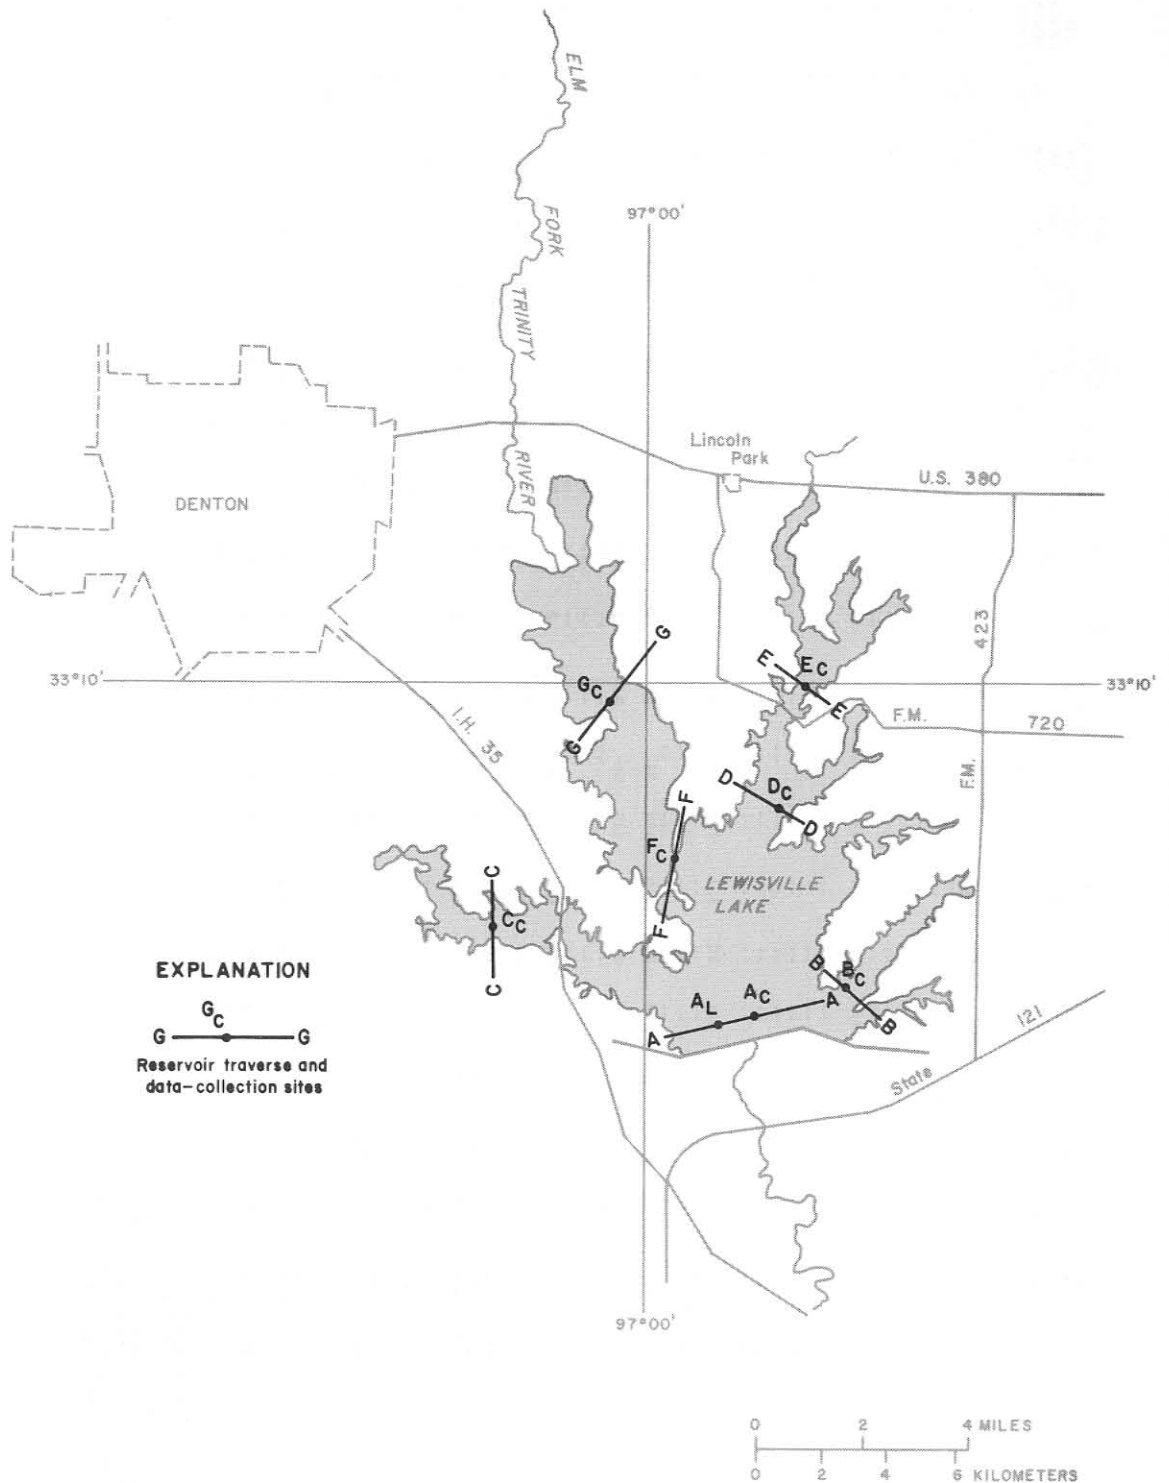 ELM
FORK
97°00'
TRINITY
RIVER
Lincoln
Park
U.S. 380
DENTON
423
G
E
EC
33°10'
GC
33°10'
E
F.M.
720
I.H. 35
G
D
DC
F.M.
F
D
FC
LEWISVILLE
LAKE
C
CC
F
B
BC
C
AL
AC
A
A
B
121
State
EXPLANATION
GC
G G
Reservoir traverse and
data-collection sites
97°00'
0 2 4 MILES
0 2 4 6 KILOMETERS